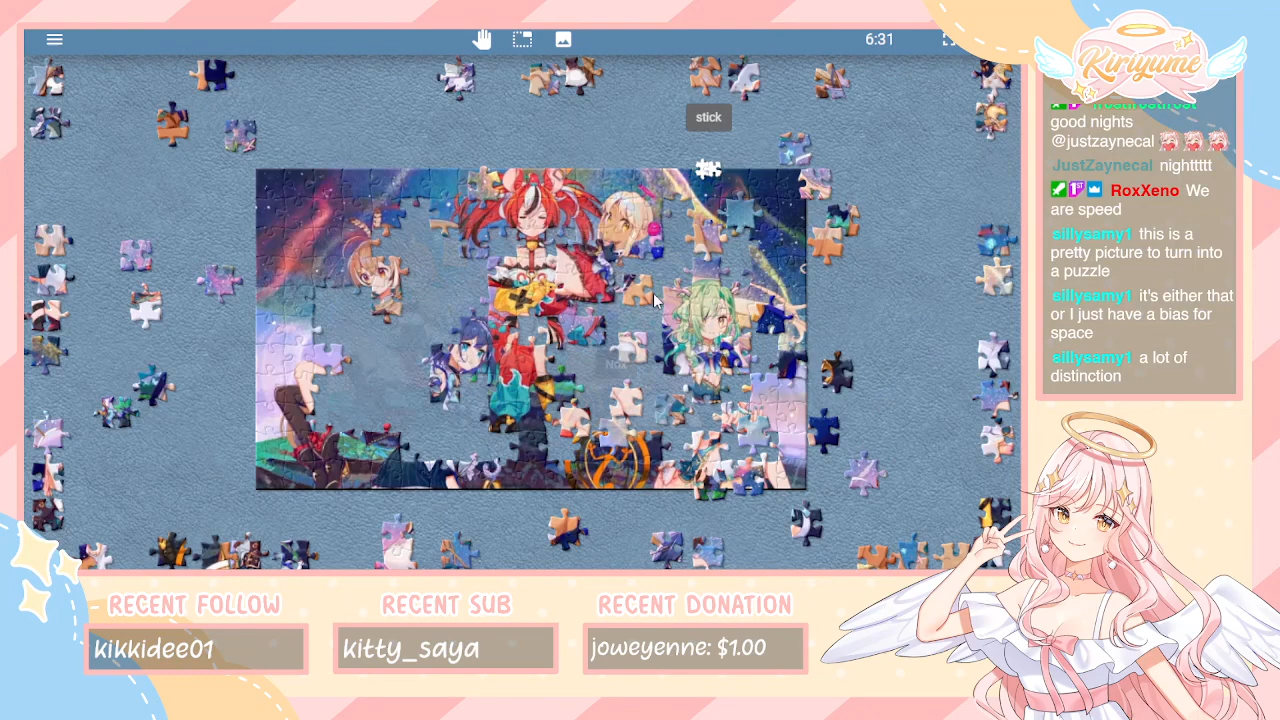 6:31
Kiriyume
stick
good nights
@justzaynecal
JustZaynecal nighttttt
RoxXeno We
are speed
sillysamy1 this is a
pretty picture to turn into
a puzzle
sillysamy1 it's either that
or I just have a bias for
space
sillysamy1 a lot of
distinction
Nox
RECENT FOLLOW
kikkidee01
RECENT SUB
kitty_saya
RECENT DONATION
joweyenne: $1.00